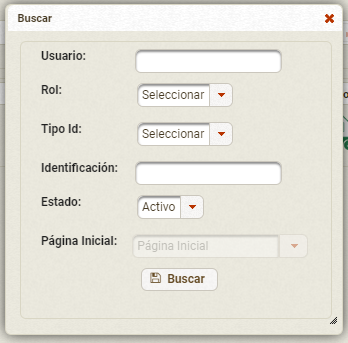 Buscar
Usuario:
Rol: Seleccionar
Tipo Id: Seleccionar
Identificación:
Estado: Activo
Página Inicial: Página Inicial
Buscar